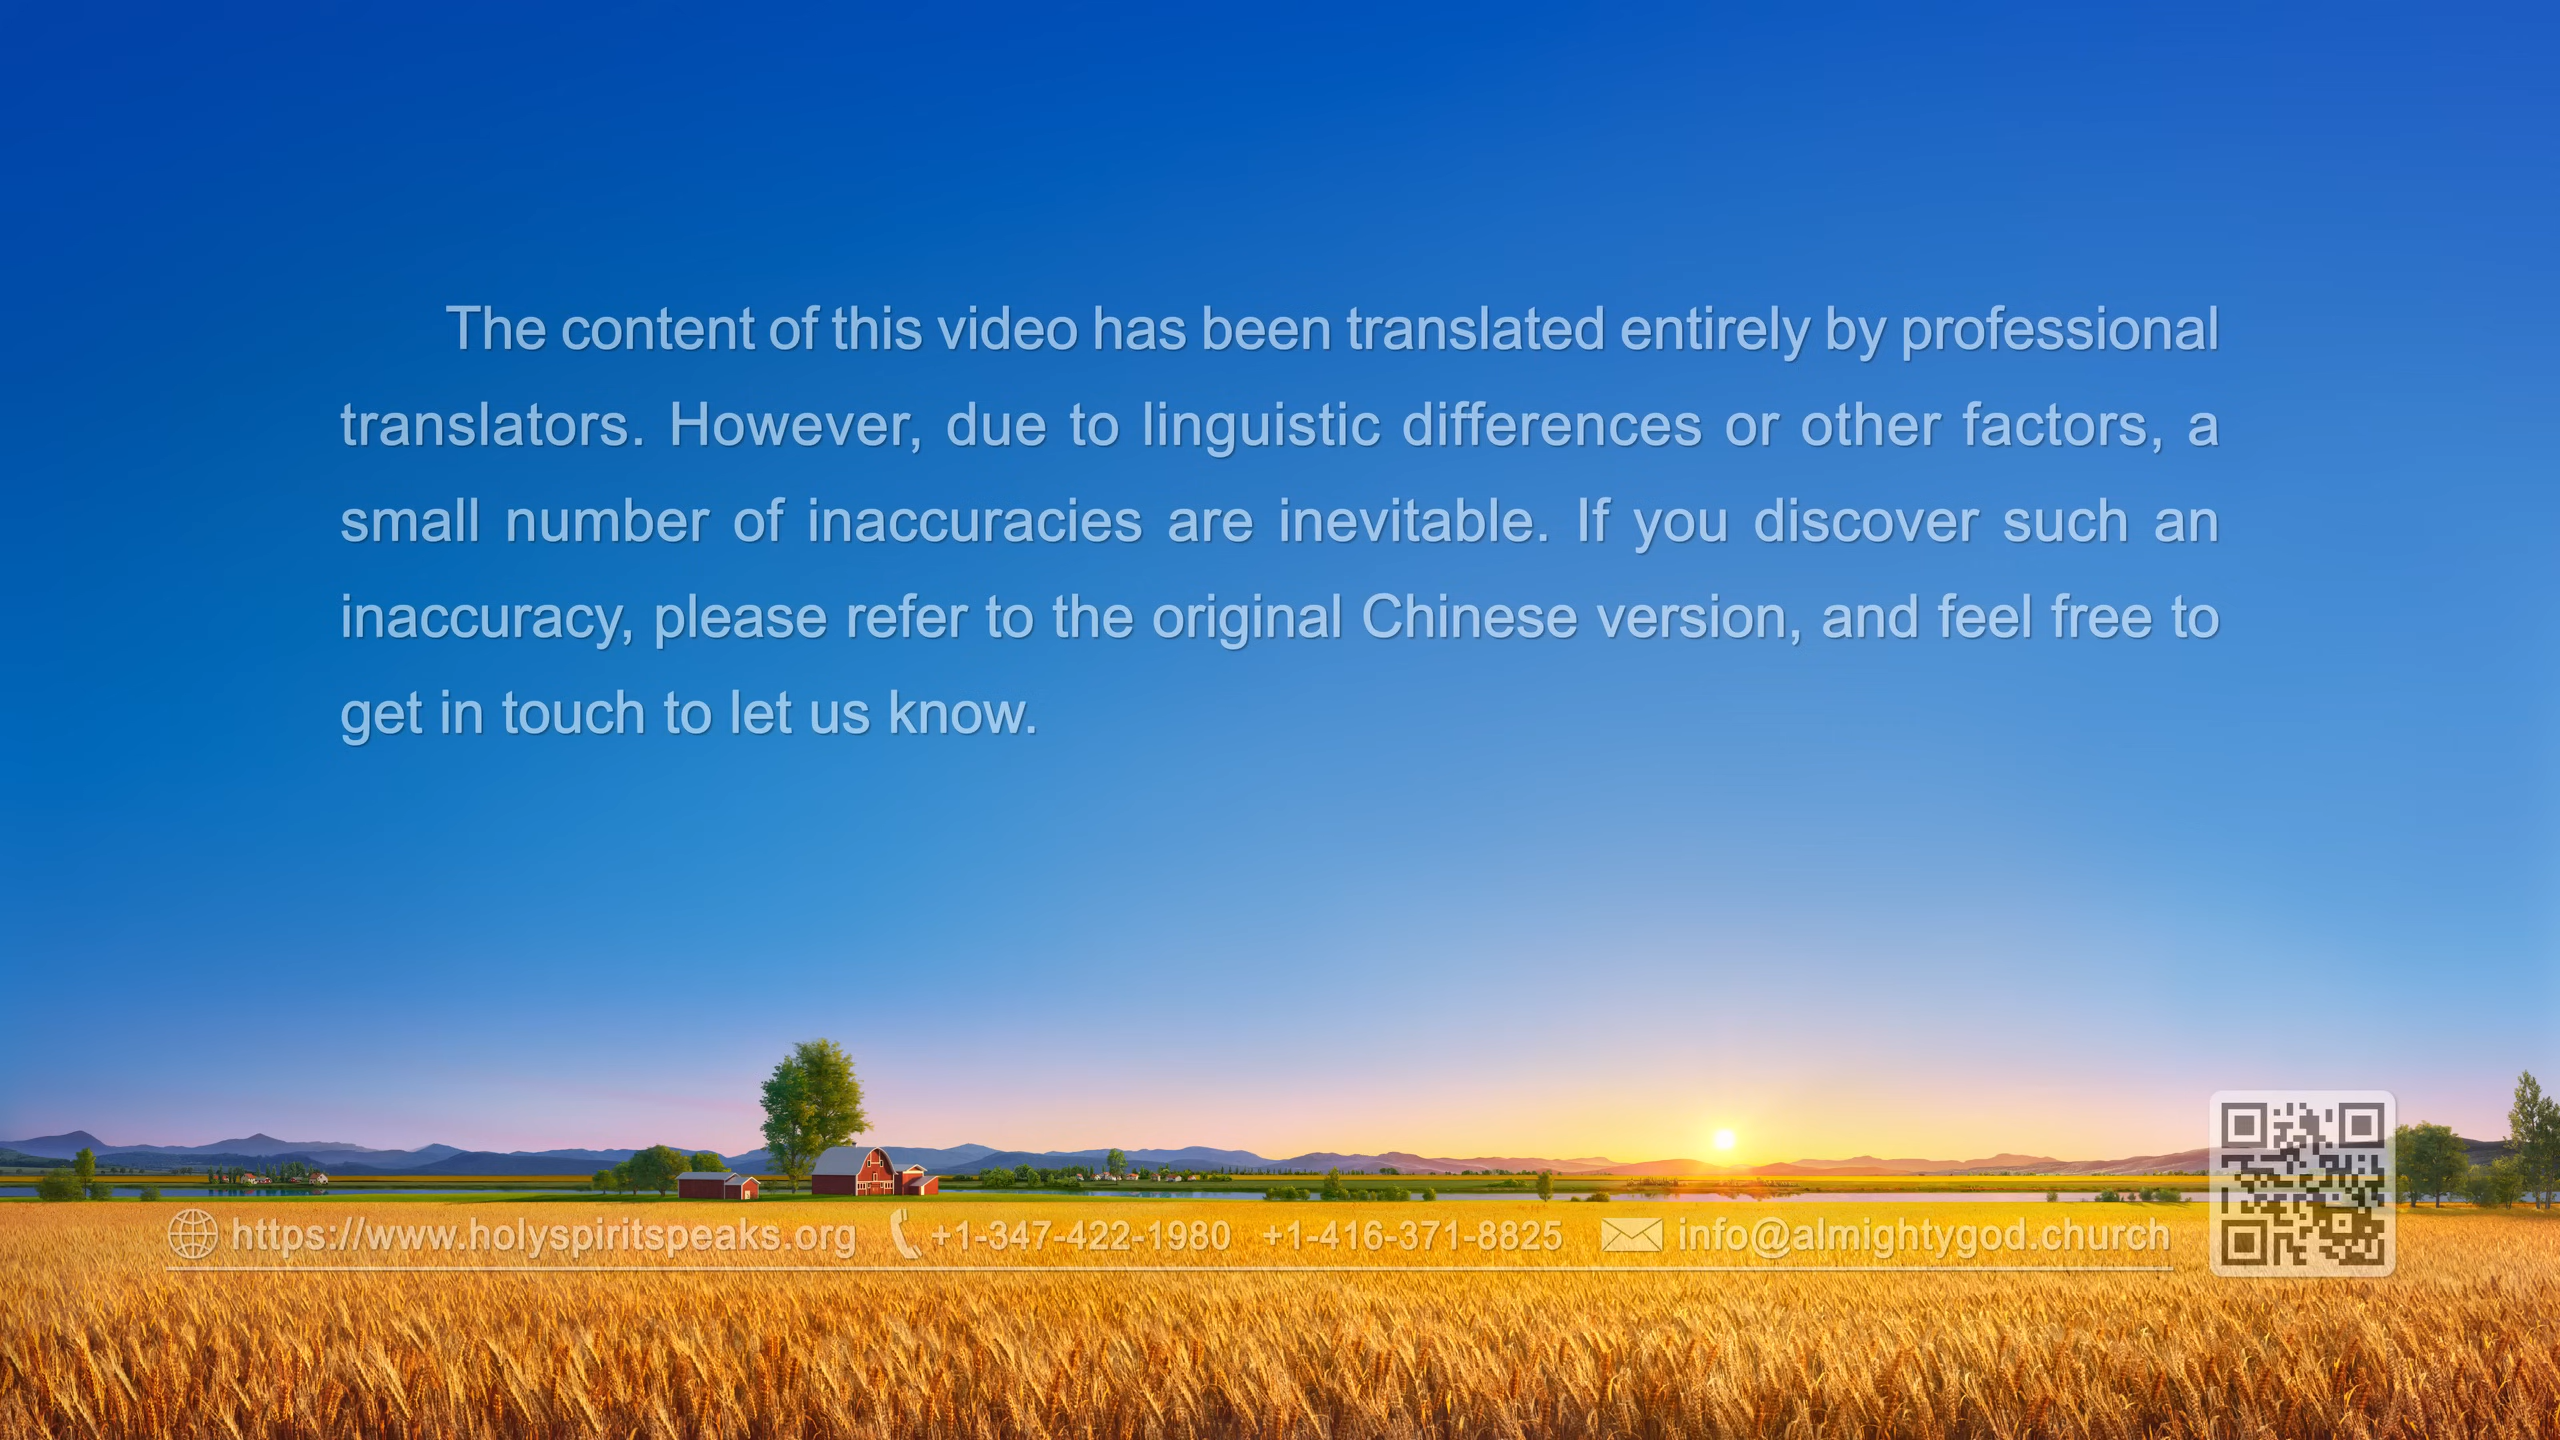 The content of this video has been translated entirely by professional
translators. However, due to linguistic differences or other factors, a
small number of inaccuracies are inevitable. If you discover such an
inaccuracy, please refer to the original Chinese version, and feel free to
get in touch to let us know.
https://www.holyspiritspeaks.org +1-347-422-1980 +1-416-371-8825 info@almightygod.church